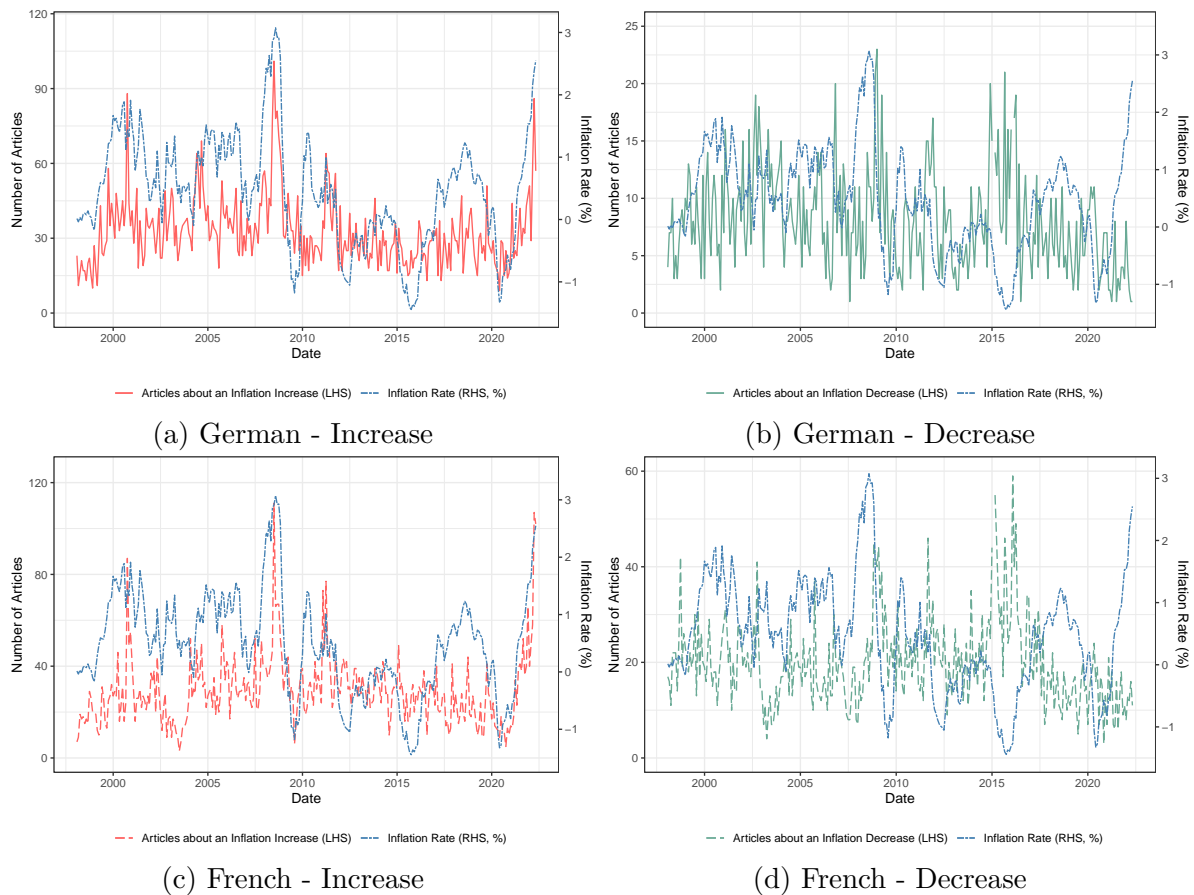 120
90
60
30
0
3
2
1
0
−1
Number of Articles
Inflation Rate (%)
2000 2005 2010 2015 2020
Date
Articles about an Inflation Increase (LHS) Inflation Rate (RHS, %)
(a) German - Increase
25
20
15
10
5
0
3
2
1
0
−1
Number of Articles
Inflation Rate (%)
2000 2005 2010 2015 2020
Date
Articles about an Inflation Decrease (LHS) Inflation Rate (RHS, %)
(b) German - Decrease
120
80
40
0
3
2
1
0
−1
Number of Articles
Inflation Rate (%)
2000 2005 2010 2015 2020
Date
Articles about an Inflation Increase (LHS) Inflation Rate (RHS, %)
(c) French - Increase
60
40
20
0
3
2
1
0
−1
Number of Articles
Inflation Rate (%)
2000 2005 2010 2015 2020
Date
Articles about an Inflation Decrease (LHS) Inflation Rate (RHS, %)
(d) French - Decrease